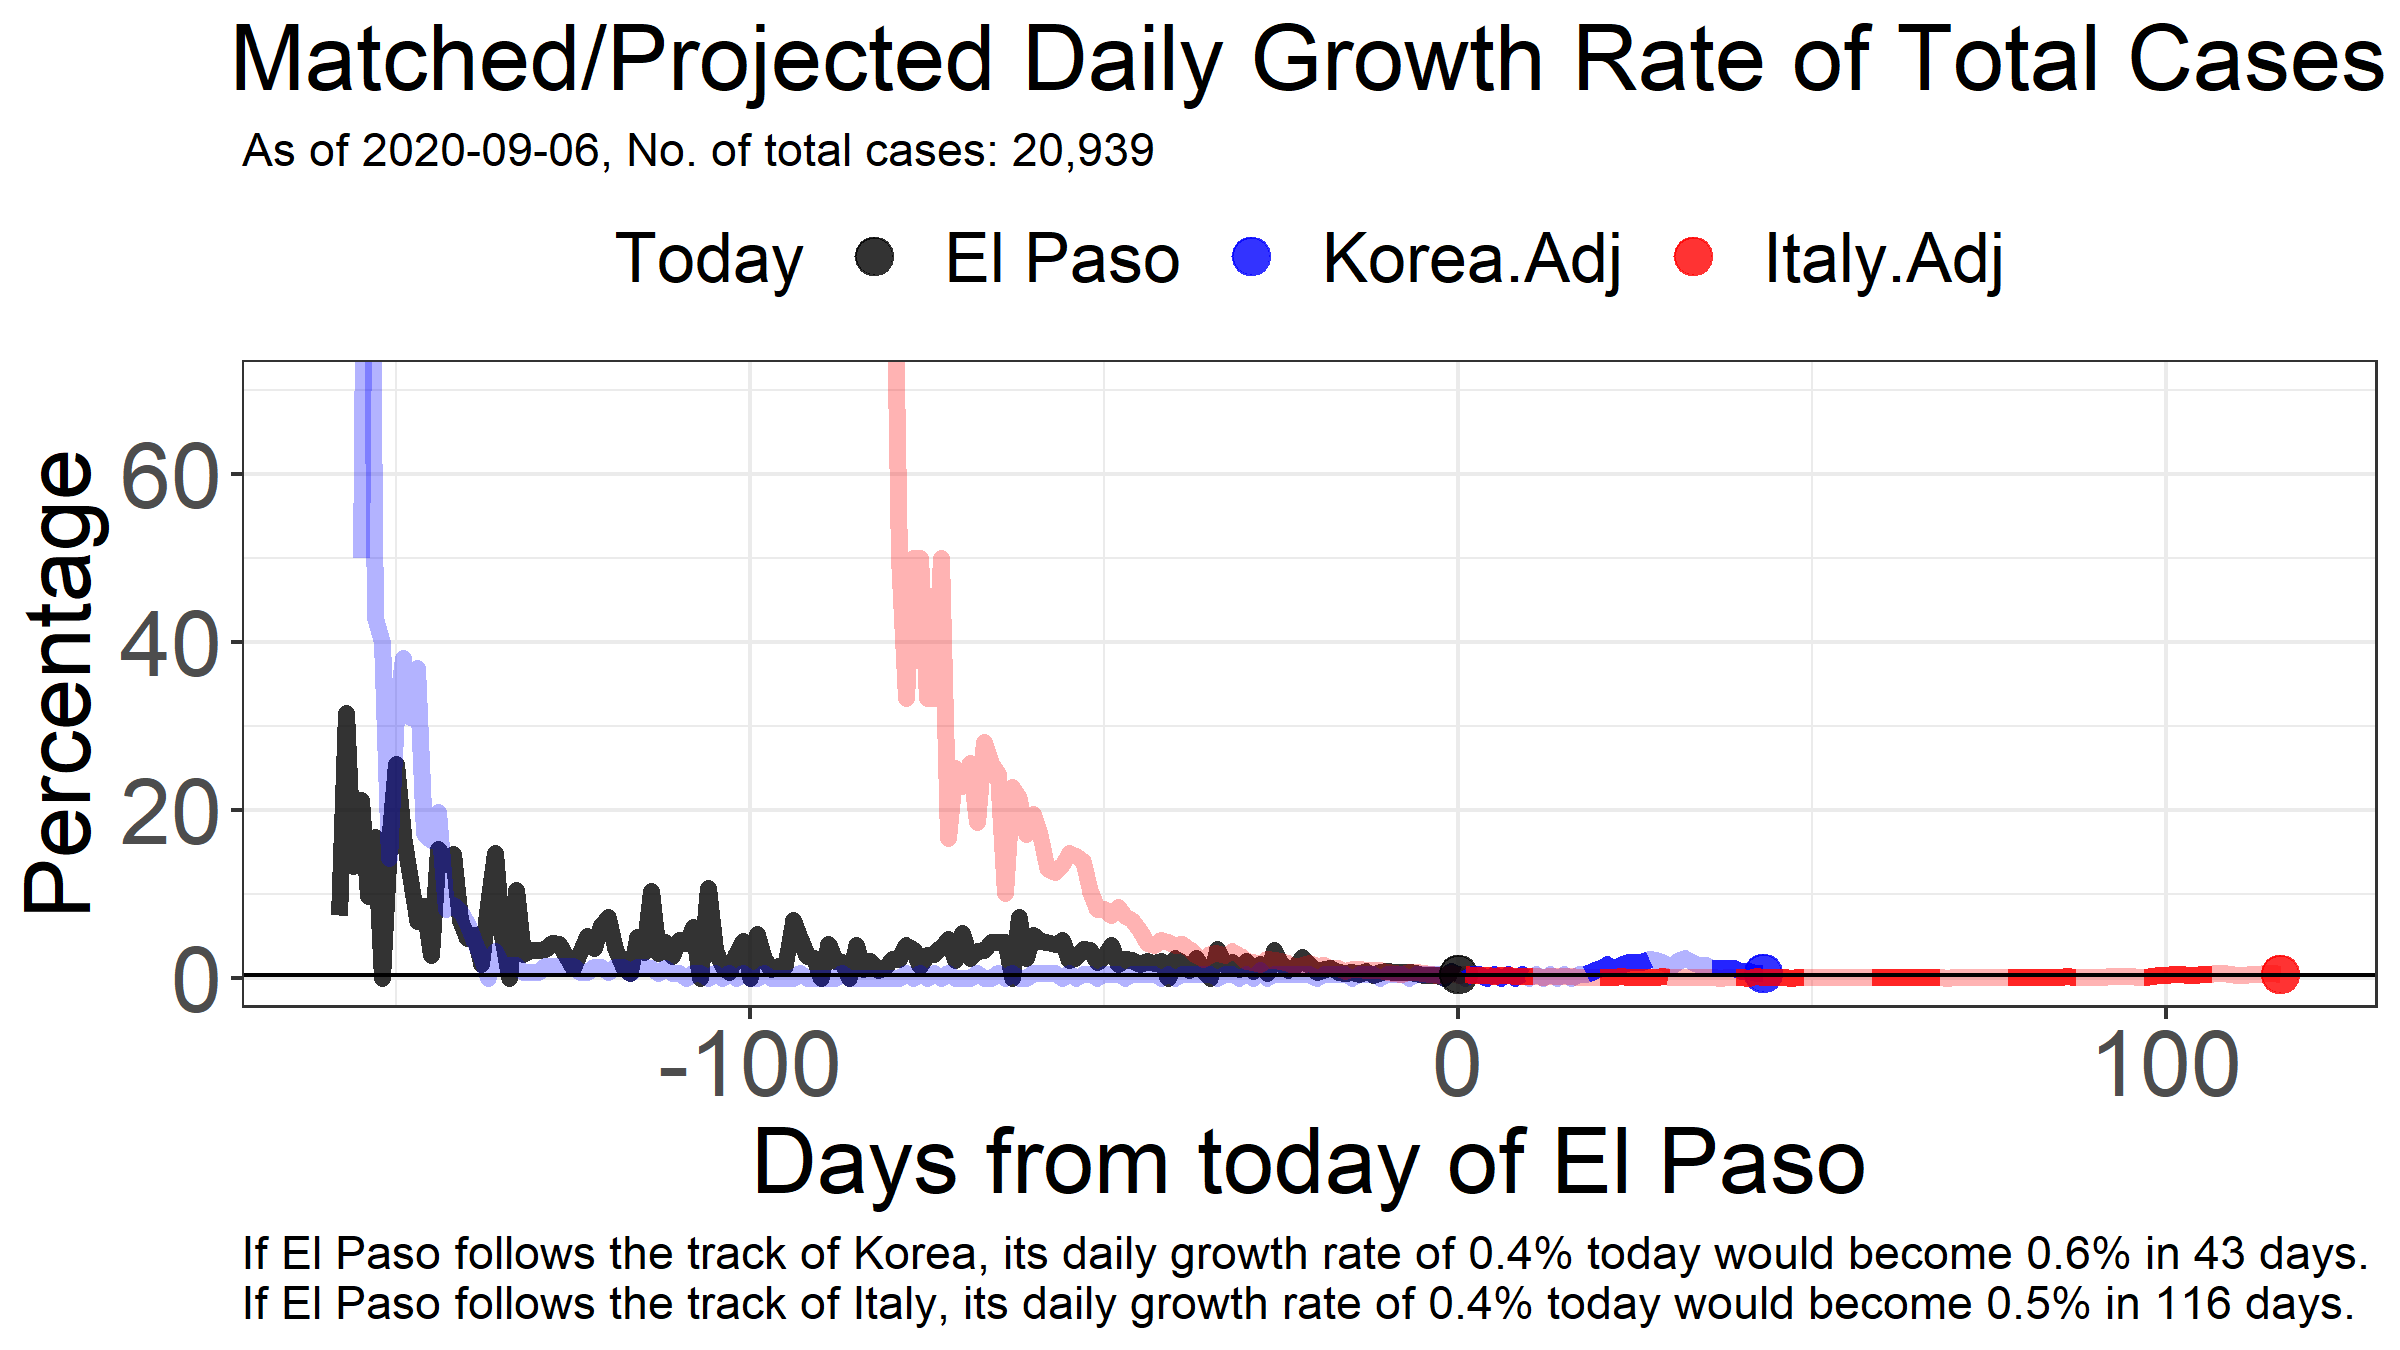 Matched/Projected Daily Growth Rate of Total Cases
As of 2020-09-06, No. of total cases: 20,939
Today El Paso Korea.Adj Italy.Adj
Percentage
60
40
20
0
-100 0 100
Days from today of El Paso
If El Paso follows the track of Korea, its daily growth rate of 0.4% today would become 0.6% in 43 days.
If El Paso follows the track of Italy, its daily growth rate of 0.4% today would become 0.5% in 116 days.